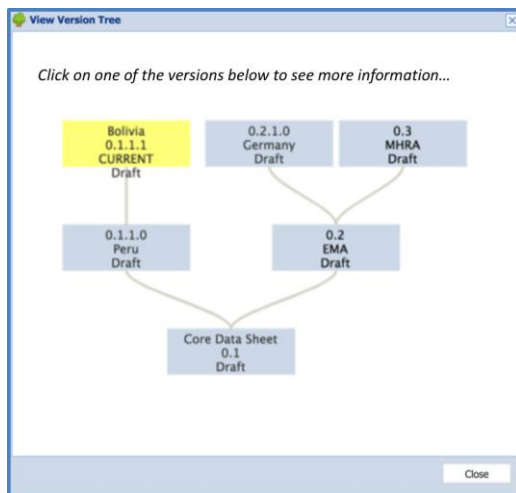 View Version Tree
Click on one of the versions below to see more information...
Bolivia
0.1.1.1
CURRENT
Draft
0.2.1.0
Germany
Draft
0.3
MHRA
Draft
0.1.1.0
Peru
Draft
0.2
EMA
Draft
Core Data Sheet
0.1
Draft
Close